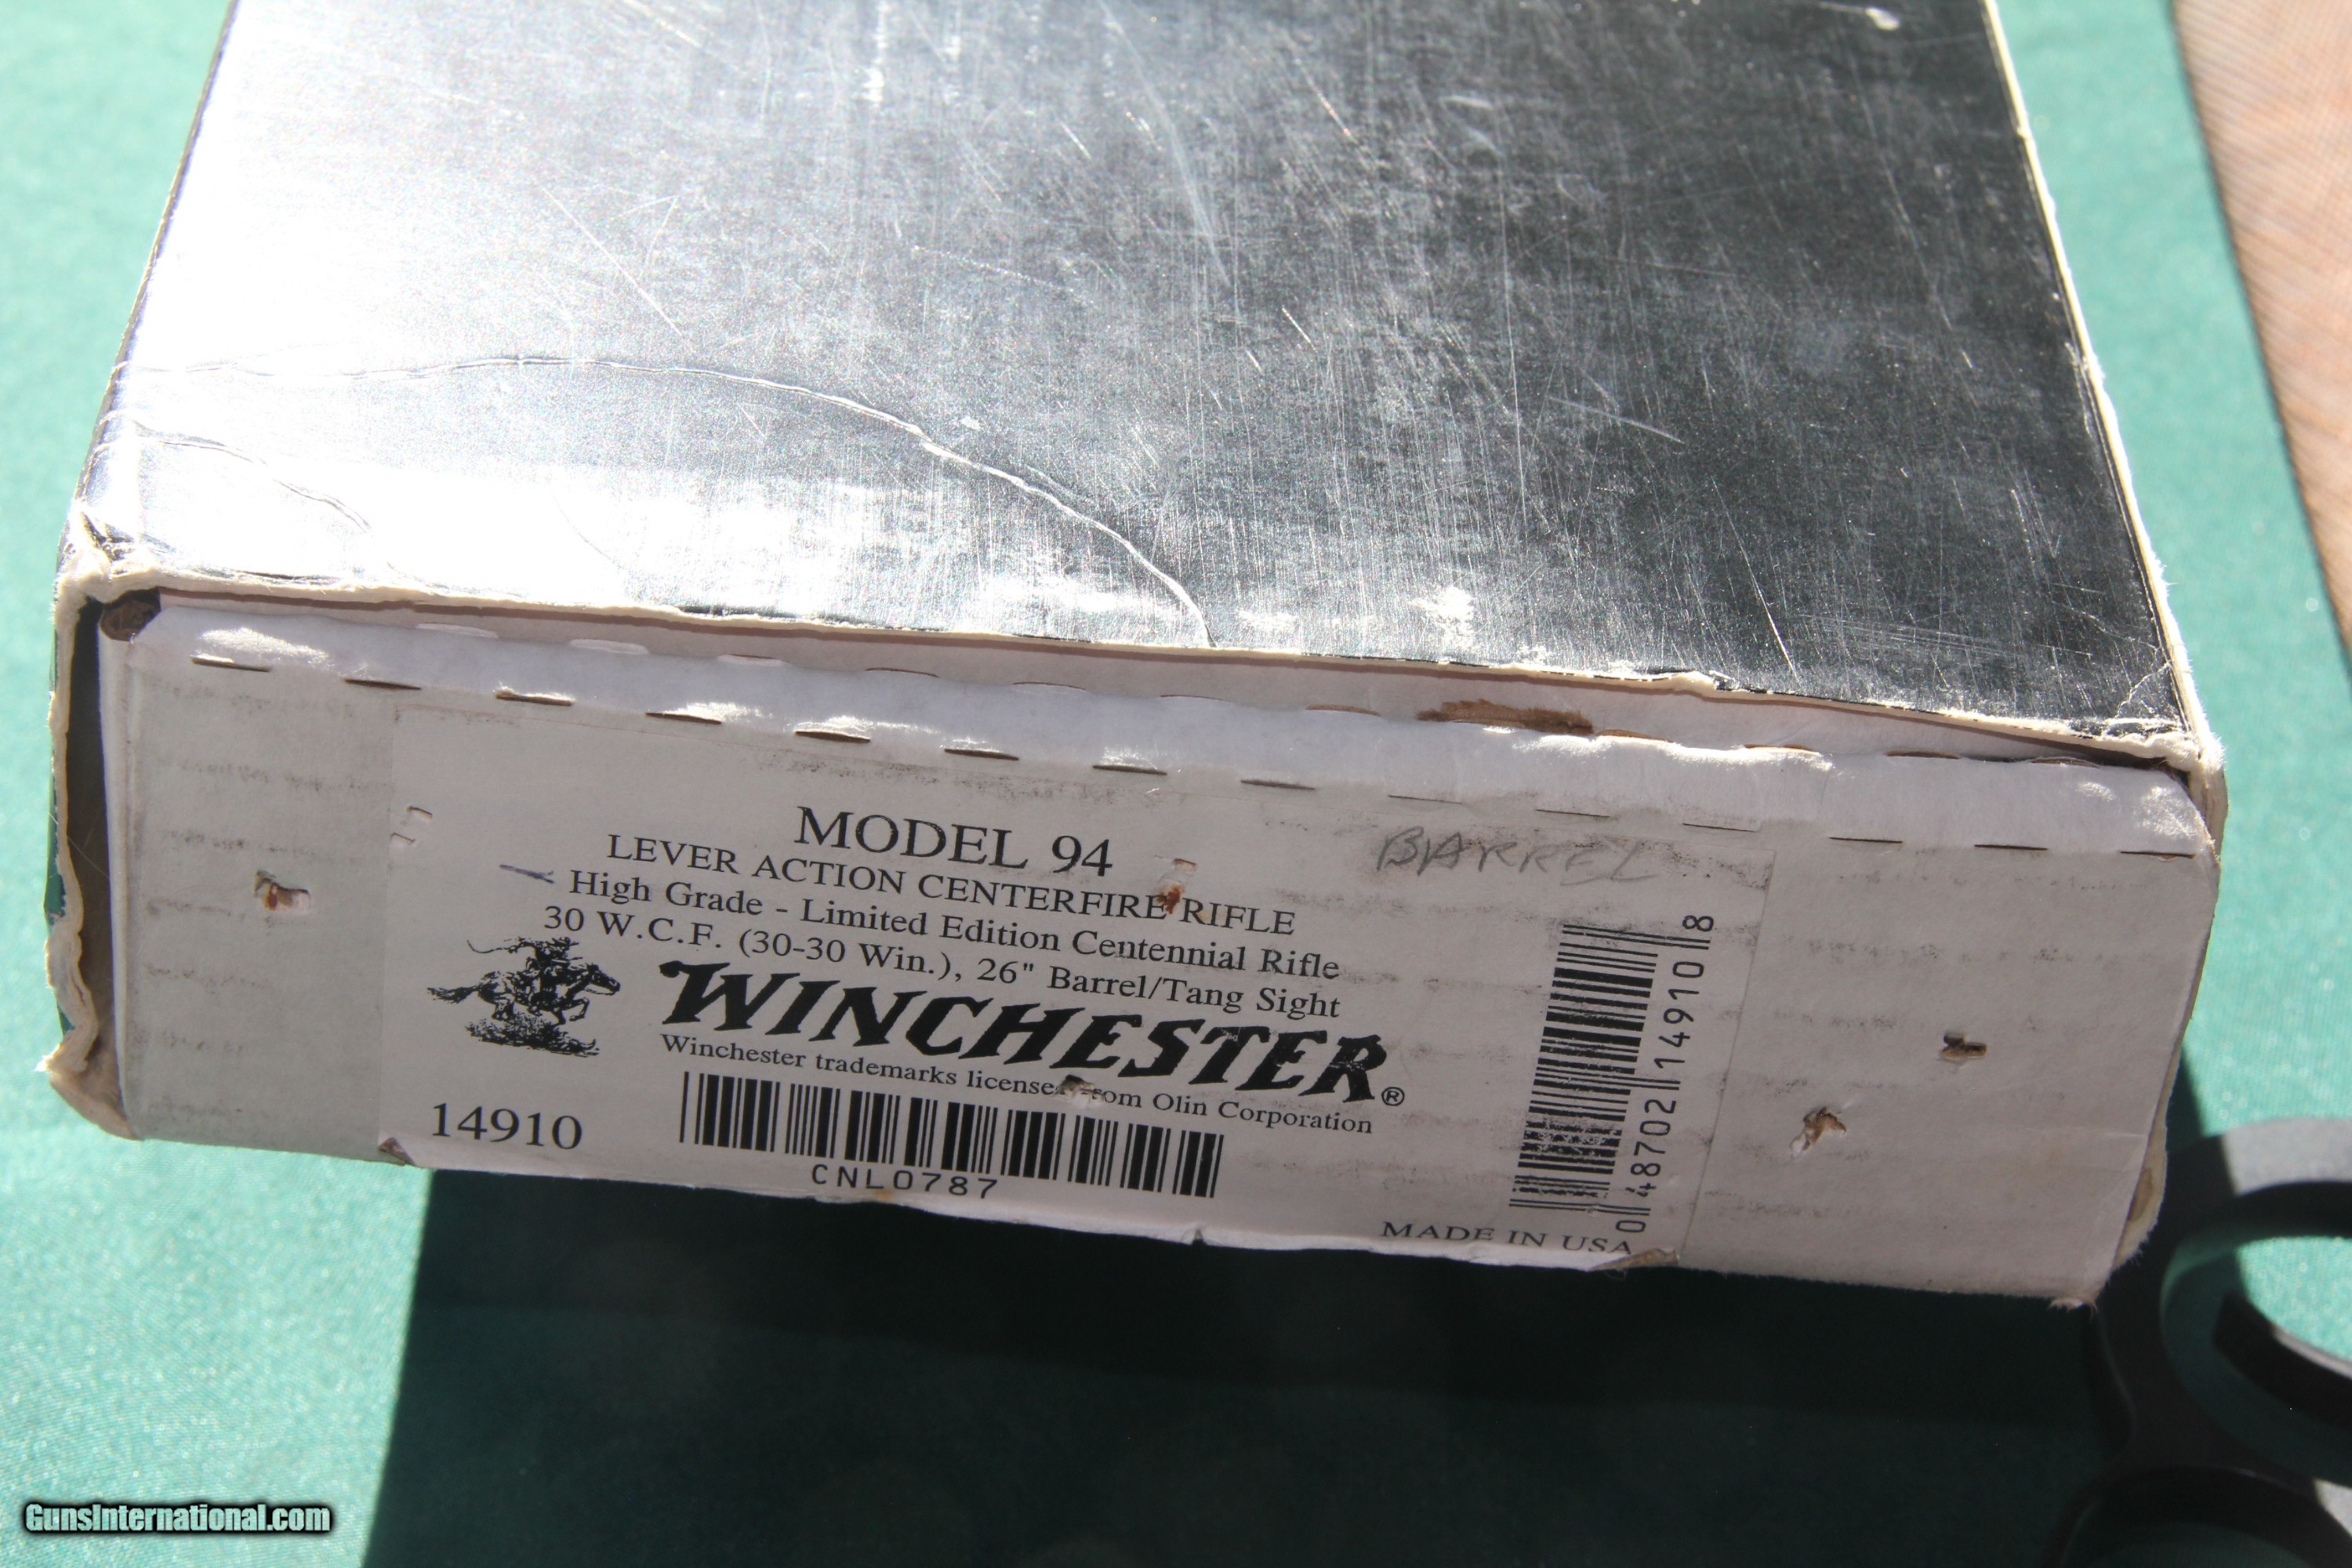 MODEL 94
BARREL
LEVER ACTION CENTERFIRE RIFLE
High Grade - Limited Edition Centennial Rifle
30 W.C.F. (30-30 Win.), 26" Barrel/Tang Sight
WINCHESTER®
Winchester trademarks license from Olin Corporation
14910
CNL0787
0 48702 14910 8
MADE IN USA
GunsInternational.com